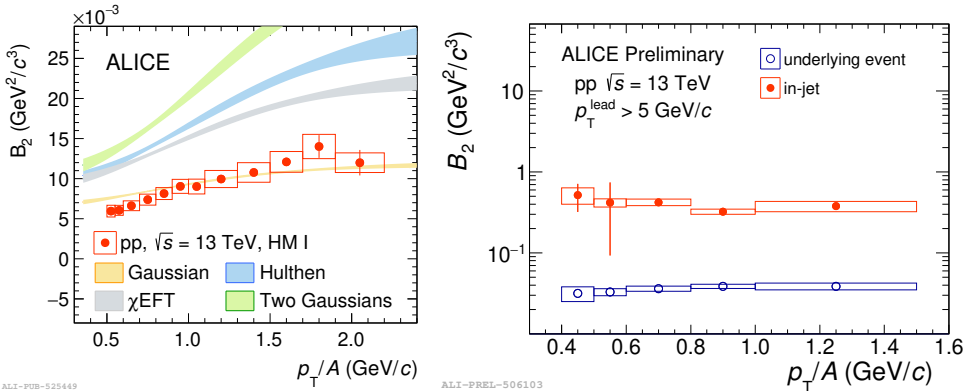 ×10⁻³
B₂ (GeV²/c³)
25
20
15
10
5
0
−5
ALICE
pp, √s = 13 TeV, HM I
Gaussian
Hulthen
χEFT
Two Gaussians
0.5 1.0 1.5 2.0
p_T/A (GeV/c)
ALI-PUB-525449
B₂ (GeV²/c³)
10
1
10⁻¹
ALICE Preliminary
pp √s = 13 TeV
p_T^lead > 5 GeV/c
underlying event
in-jet
0.4 0.6 0.8 1 1.2 1.4 1.6
p_T/A (GeV/c)
ALI-PREL-506103